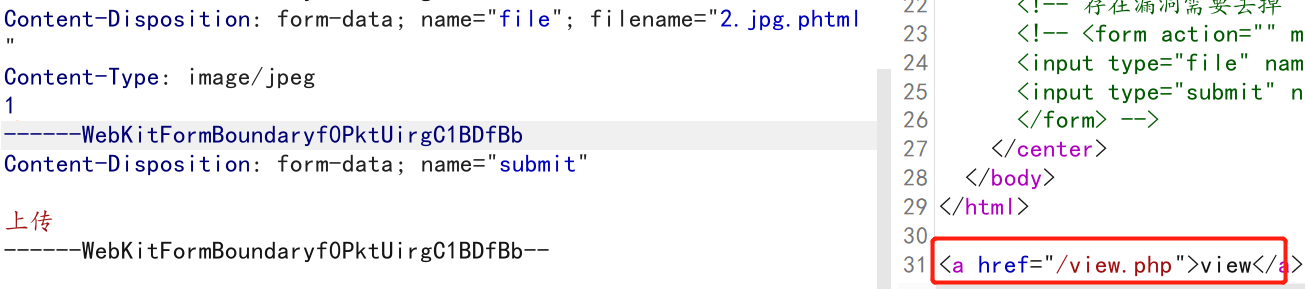 Content-Disposition: form-data; name="file"; filename="2.jpg.phtml
"
Content-Type: image/jpeg
1
------WebKitFormBoundaryfOPktUirgC1BDfBb
Content-Disposition: form-data; name="submit"
上传
------WebKitFormBoundaryfOPktUirgC1BDfBb--
22 <!-- 存在漏洞需要去掉
23 <!-- <form action="" m
24 <input type="file" nam
25 <input type="submit" n
26 </form> -->
27 </center>
28 </body>
29 </html>
30
31 <a href="/view.php">view</a>